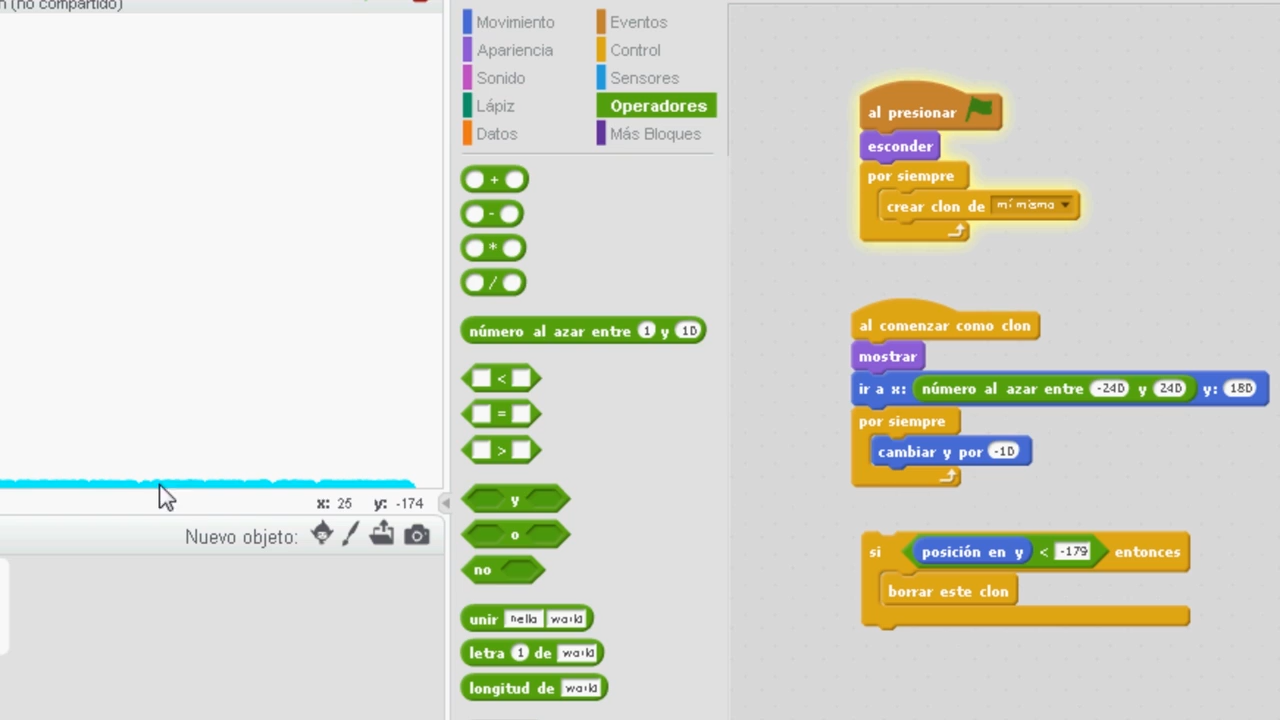 n (no compartido)
Movimiento
Eventos
Apariencia
Control
Sonido
Sensores
Lápiz
Operadores
Datos
Más Bloques
+
-
*
/
número al azar entre 1 y 10
<
=
>
y
o
no
unir hello world
letra 1 de world
longitud de world
al presionar
esconder
por siempre
crear clon de mí mismo
al comenzar como clon
mostrar
ir a x: número al azar entre -240 y 240 y: 180
por siempre
cambiar y por -10
si posición en y < -179 entonces
borrar este clon
x: 25 y: -174
Nuevo objeto: